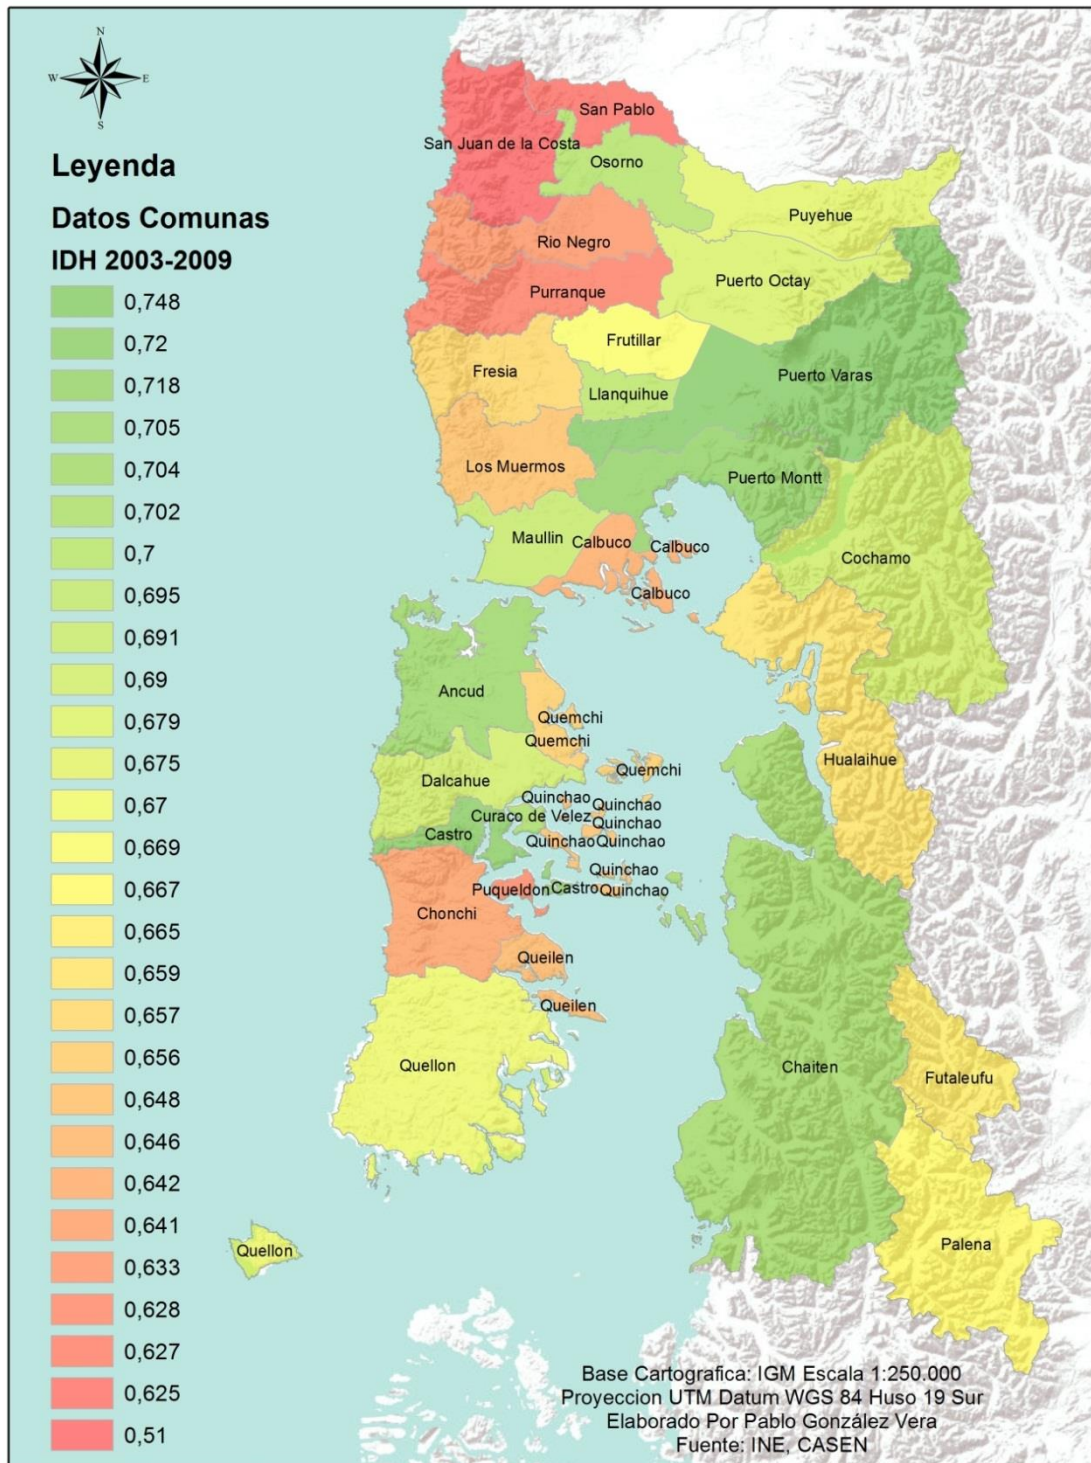 N
W
E
S
Leyenda
Datos Comunas
IDH 2003-2009
0,748
0,72
0,718
0,705
0,704
0,702
0,7
0,695
0,691
0,69
0,679
0,675
0,67
0,669
0,667
0,665
0,659
0,657
0,656
0,648
0,646
0,642
0,641
0,633
0,628
0,627
0,625
0,51
San Pablo
San Juan de la Costa
Osorno
Puyehue
Rio Negro
Puerto Octay
Purranque
Frutillar
Fresia
Puerto Varas
Llanquihue
Los Muermos
Puerto Montt
Maullin
Calbuco
Calbuco
Cochamo
Calbuco
Ancud
Quemchi
Quemchi
Hualaihue
Quemchi
Dalcahue
Quinchao
Quinchao
Curaco de Velez
Quinchao
Castro
Quinchao
Quinchao
Quinchao
Puqueldon
Castro
Quinchao
Chonchi
Queilen
Queilen
Quellon
Chaiten
Futaleufu
Palena
Quellon
Base Cartografica: IGM Escala 1:250.000
Proyeccion UTM Datum WGS 84 Huso 19 Sur
Elaborado Por Pablo González Vera
Fuente: INE, CASEN